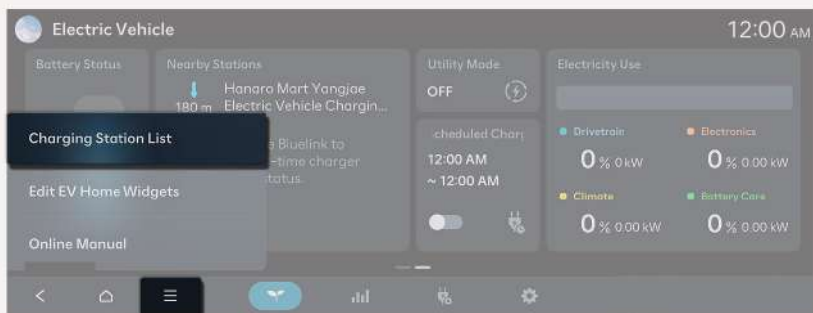 Electric Vehicle
12:00 AM
Battery Status
Nearby Stations
180 m
Hanaro Mart Yangjae
Electric Vehicle Chargin...
Bluelink to
-time charger
status.
Charging Station List
Edit EV Home Widgets
Online Manual
Utility Mode
OFF
cheduled Char
12:00 AM
~ 12:00 AM
Electricity Use
Drivetrain
0 % 0 kW
Electronics
0 % 0.00 kW
Climate
0 % 0.00 kW
Battery Care
0 % 0.00 kW